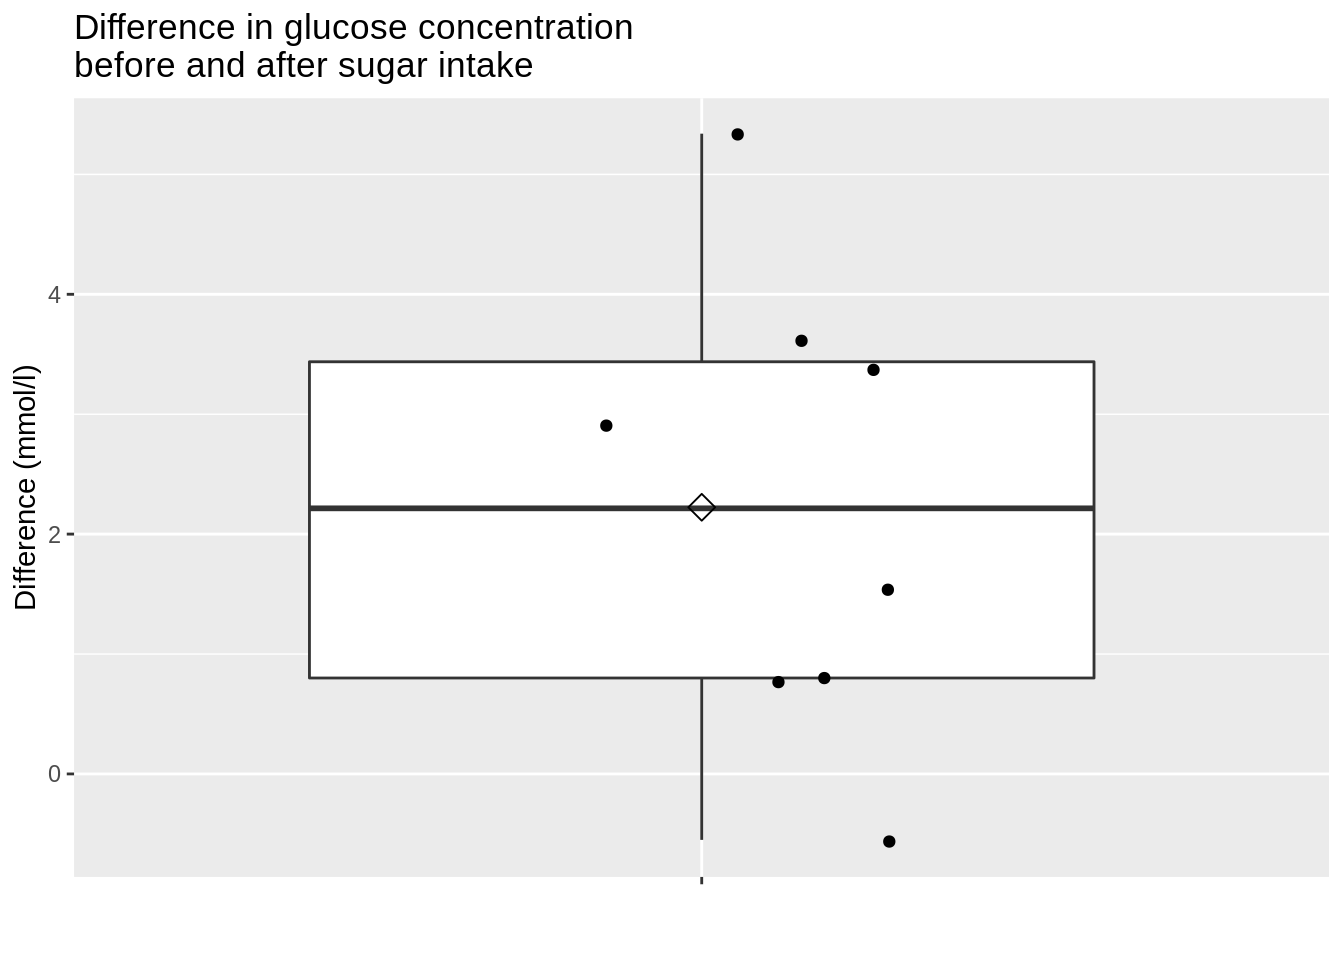 Difference in glucose concentration
before and after sugar intake
Difference (mmol/l)
4
2
0